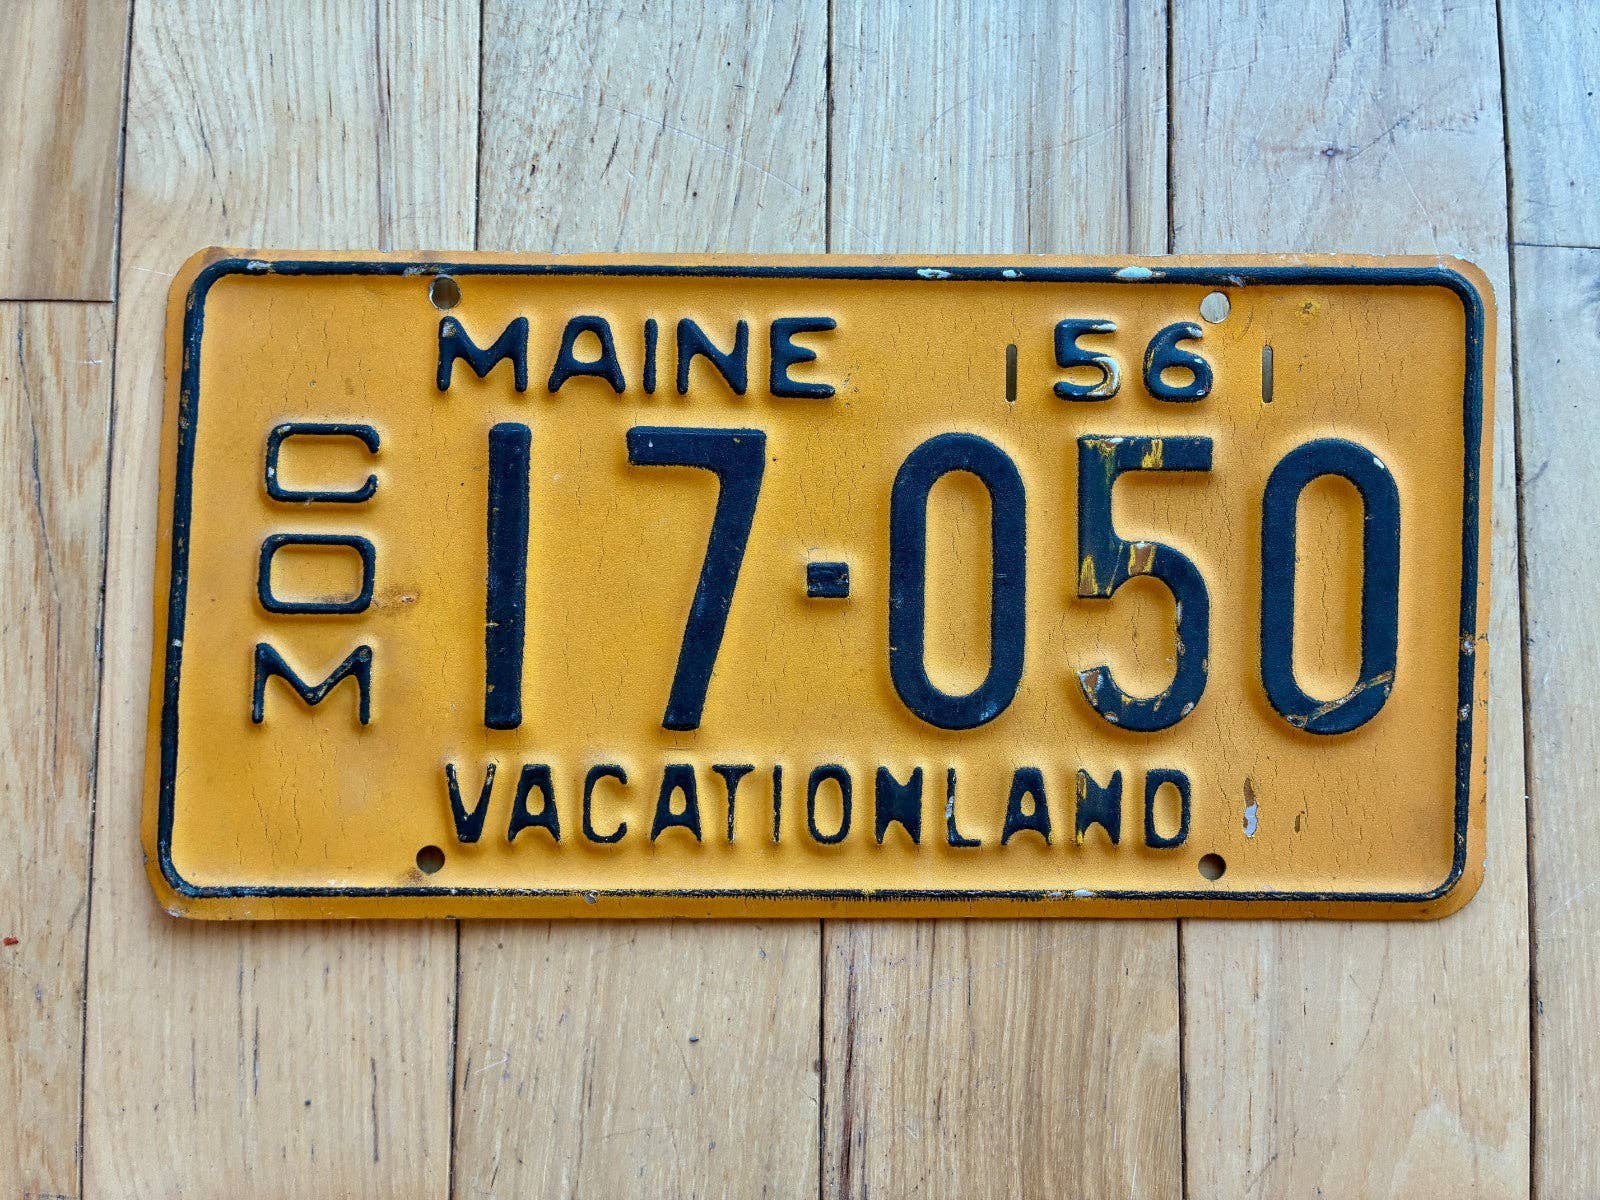 MAINE 56
COM
17-050
VACATIONLAND